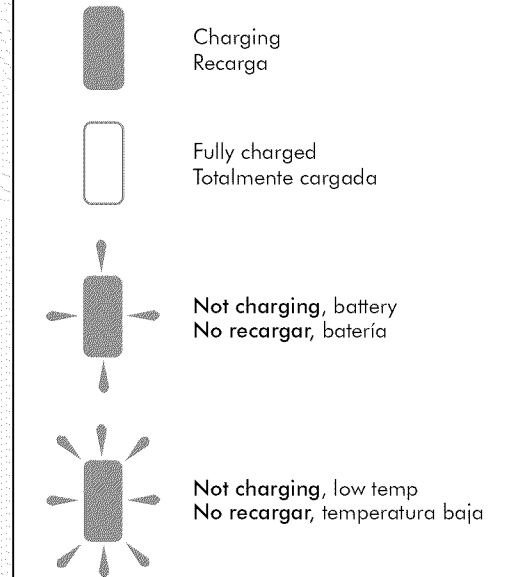 Charging
Recarga
Fully charged
Totalmente cargada
Not charging, battery
No recargar, batería
Not charging, low temp
No recargar, temperatura baja